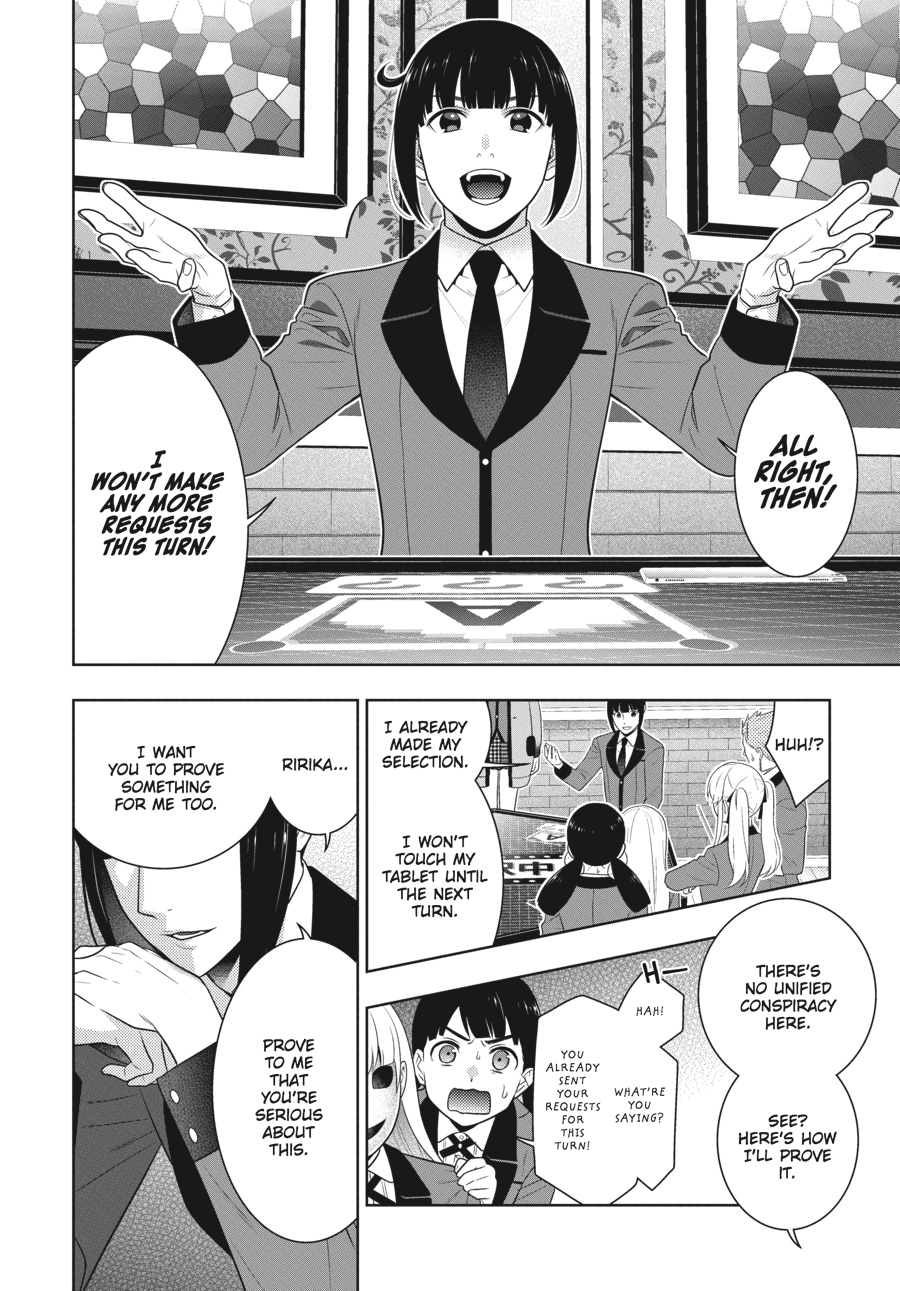 ALL
RIGHT,
THEN!
I
WON'T MAKE
ANY MORE
REQUESTS
THIS TURN!
A
HUH!?
I ALREADY
MADE MY
SELECTION.
I WON'T
TOUCH MY
TABLET UNTIL
THE NEXT
TURN.
中
THERE'S
NO UNIFIED
CONSPIRACY
HERE.
SEE?
HERE'S HOW
I'LL PROVE
IT.
HAH!
WHAT'RE
YOU
SAYING?
YOU
ALREADY
SENT
YOUR
REQUESTS
FOR
THIS
TURN!
RIRIKA...
I WANT
YOU TO PROVE
SOMETHING
FOR ME TOO.
PROVE
TO ME
THAT
YOU'RE
SERIOUS
ABOUT
THIS.